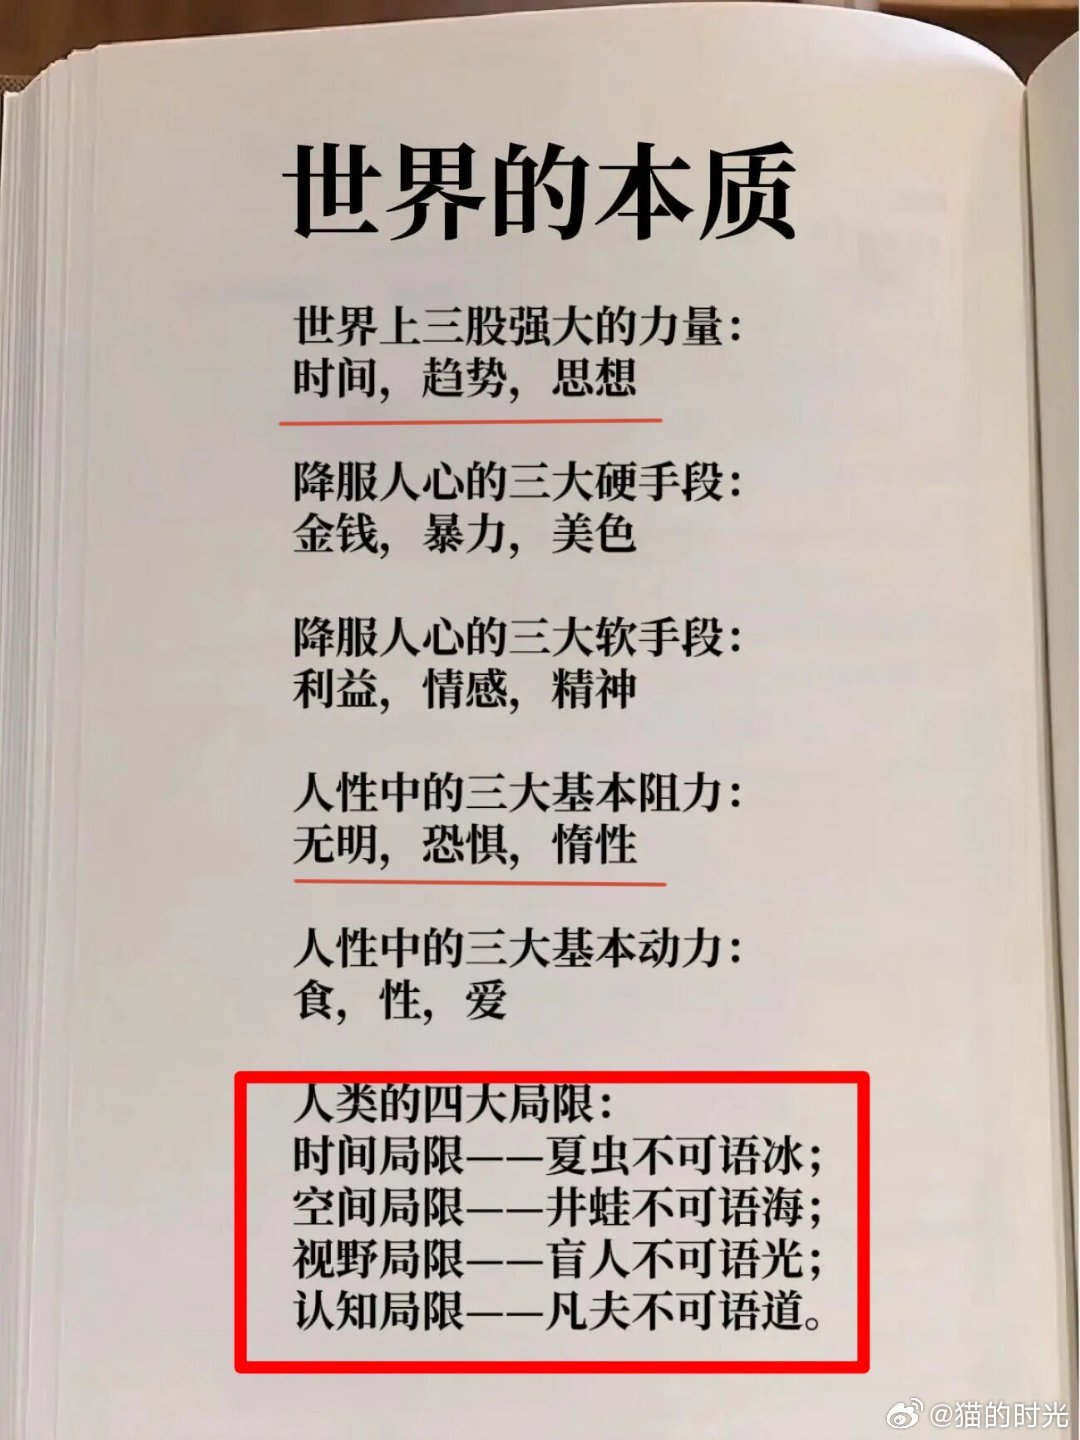 世界的本质
世界上三股强大的力量：
时间，趋势，思想
降服人心的三大硬手段：
金钱，暴力，美色
降服人心的三大软手段：
利益，情感，精神
人性中的三大基本阻力：
无明，恐惧，惰性
人性中的三大基本动力：
食，性，爱
人类的四大局限：
时间局限——夏虫不可语冰；
空间局限——井蛙不可语海；
视野局限——盲人不可语光；
认知局限——凡夫不可语道。
@猫的时光